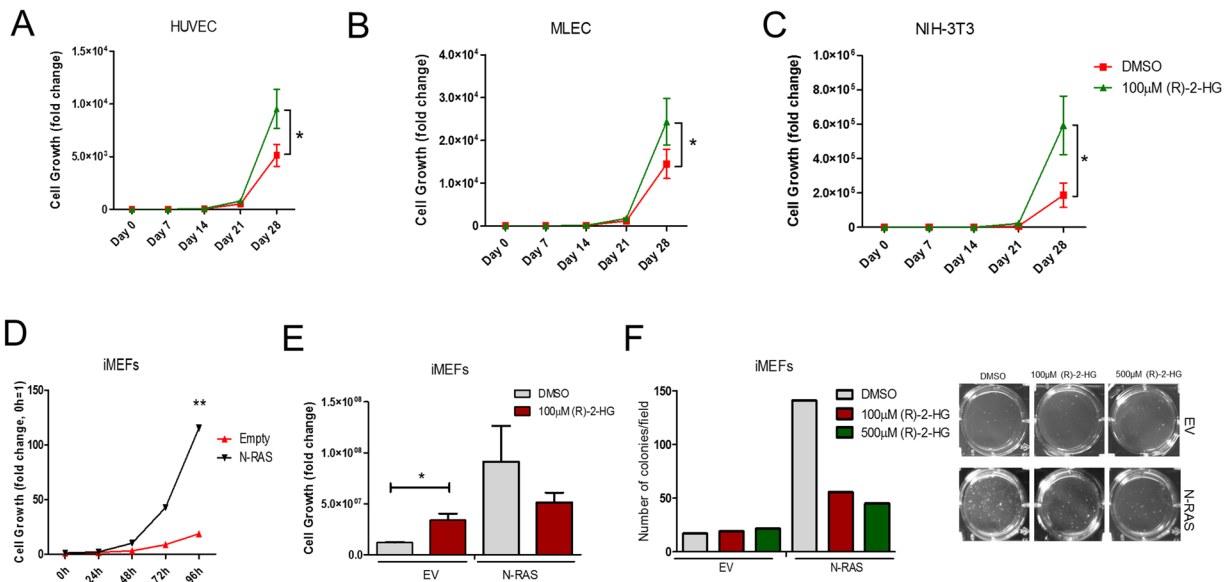 A
HUVEC
Cell Growth (fold change)
1.5×10⁴
1.0×10⁴
5.0×10³
0
Day 0
Day 7
Day 14
Day 21
Day 28
*
B
MLEC
Cell Growth (fold change)
4.0×10⁴
3.0×10⁴
2.0×10⁴
1.0×10⁴
0
Day 0
Day 7
Day 14
Day 21
Day 28
*
C
NIH-3T3
Cell Growth (fold change)
1.0×10⁶
8.0×10⁵
6.0×10⁵
4.0×10⁵
2.0×10⁵
0
Day 0
Day 7
Day 14
Day 21
Day 28
*
DMSO
100µM (R)-2-HG
D
iMEFs
Cell Growth (fold change, 0h=1)
150
100
50
0
0h
24h
48h
72h
96h
**
Empty
N-RAS
E
iMEFs
Cell Growth (fold change)
1.5×10⁰⁸
1.0×10⁰⁸
5.0×10⁰⁷
0.0
*
EV
N-RAS
DMSO
100µM (R)-2-HG
F
iMEFs
Number of colonies/field
150
100
50
0
EV
N-RAS
DMSO
100µM (R)-2-HG
500µM (R)-2-HG
DMSO
100µM (R)-2-HG
500µM (R)-2-HG
EV
N-RAS